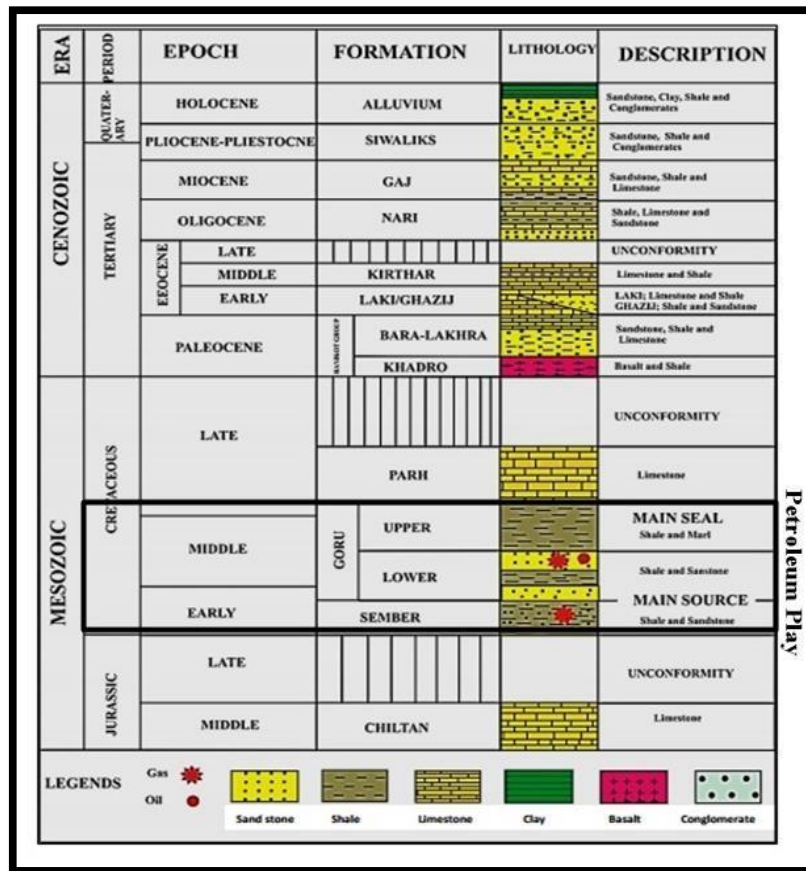 ERA
PERIOD
EPOCH
FORMATION
LITHOLOGY
DESCRIPTION
CENOZOIC
QUATER-
ARY
HOLOCENE
ALLUVIUM
Sandstone, Clay, Shale and
Conglomerates
PLIOCENE-PLIESTOCNE
SIWALIKS
Sandstone, Shale and
Conglomerates
TERTIARY
MIOCENE
GAJ
Sandstone, Shale and
Limestone
OLIGOCENE
NARI
Shale, Limestone and
Sandstone
EEOCENE
LATE
UNCONFORMITY
MIDDLE
KIRTHAR
Limestone and Shale
EARLY
LAKI/GHAZIJ
LAKI; Limestone and Shale
GHAZIJ; Shale and Sandstone
PALEOCENE
RANIKOT GROUP
BARA-LAKHRA
Sandstone, Shale and
Limestone
KHADRO
Basalt and Shale
MESOZOIC
CRETACEOUS
LATE
UNCONFORMITY
PARH
Limestone
MIDDLE
GORU
UPPER
MAIN SEAL
Shale and Marl
LOWER
Shale and Sanstone
EARLY
SEMBER
MAIN SOURCE
Shale and Sandstone
Petroleum Play
JURASSIC
LATE
UNCONFORMITY
MIDDLE
CHILTAN
Limestone
LEGENDS
Gas
Oil
Sand stone
Shale
Limestone
Clay
Basalt
Conglomerate